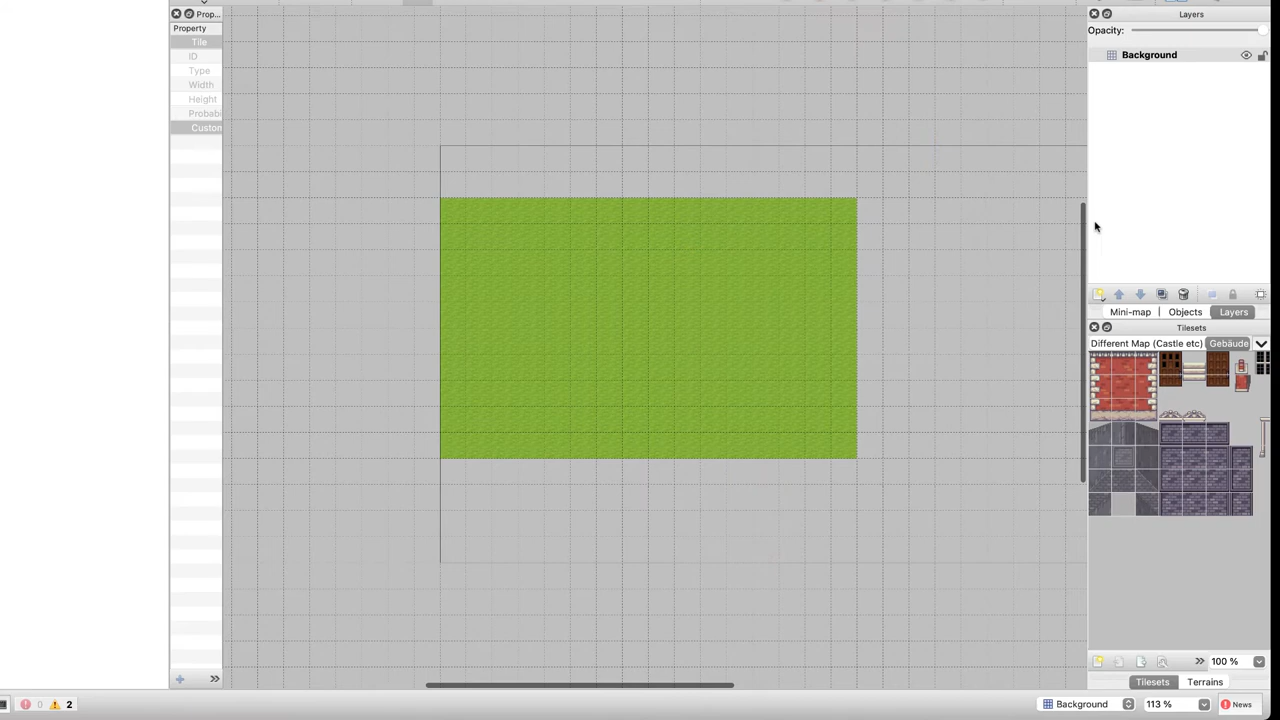 Prop...
Property
Tile
ID
Type
Width
Height
Probabi
Custom
Layers
Opacity:
Background
Mini-map
Objects
Layers
Tilesets
Different Map (Castle etc)
Gebäude
100 %
Tilesets
Terrains
0
2
Background
113 %
News